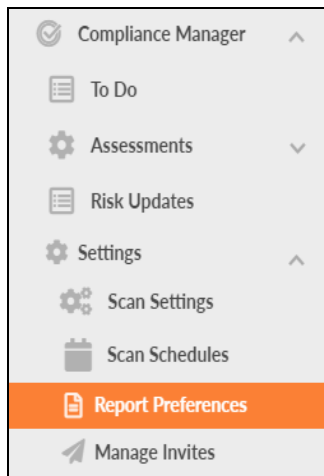 Compliance Manager
To Do
Assessments
Risk Updates
Settings
Scan Settings
Scan Schedules
Report Preferences
Manage Invites